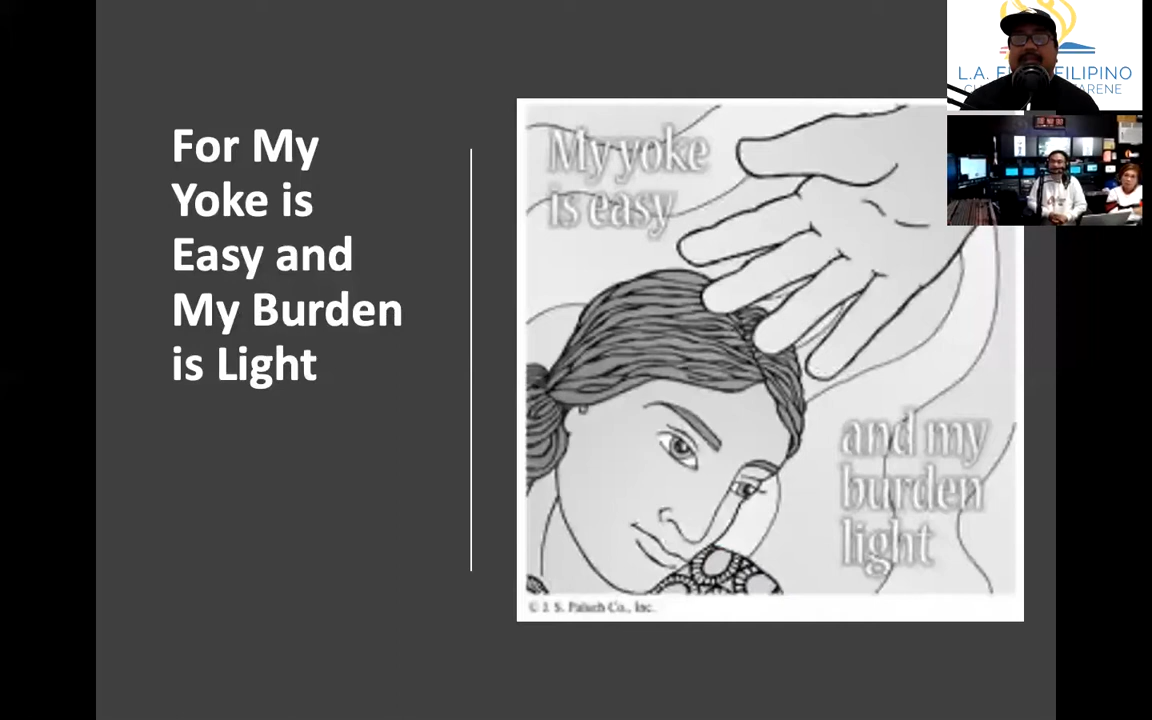 For My
Yoke is
Easy and
My Burden
is Light
My yoke
is easy
and my
burden
light
© J. S. Paluch Co., Inc.
L.A. FILIPINO